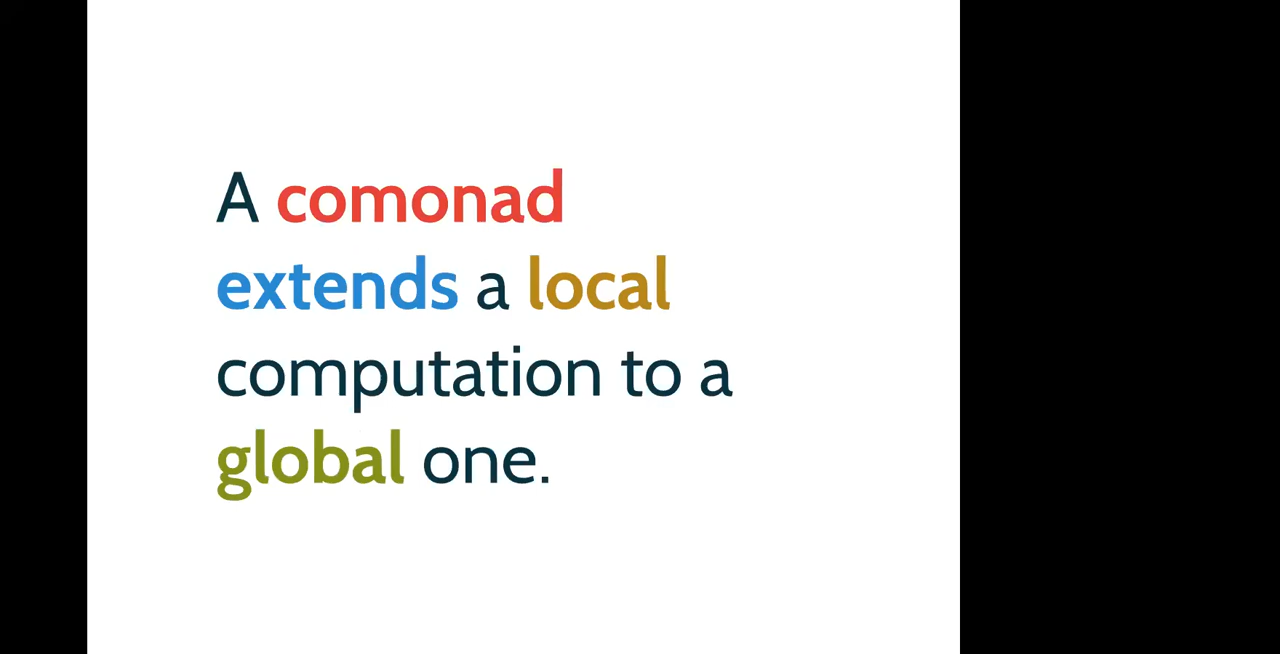 A comonad
extends a local
computation to a
global one.